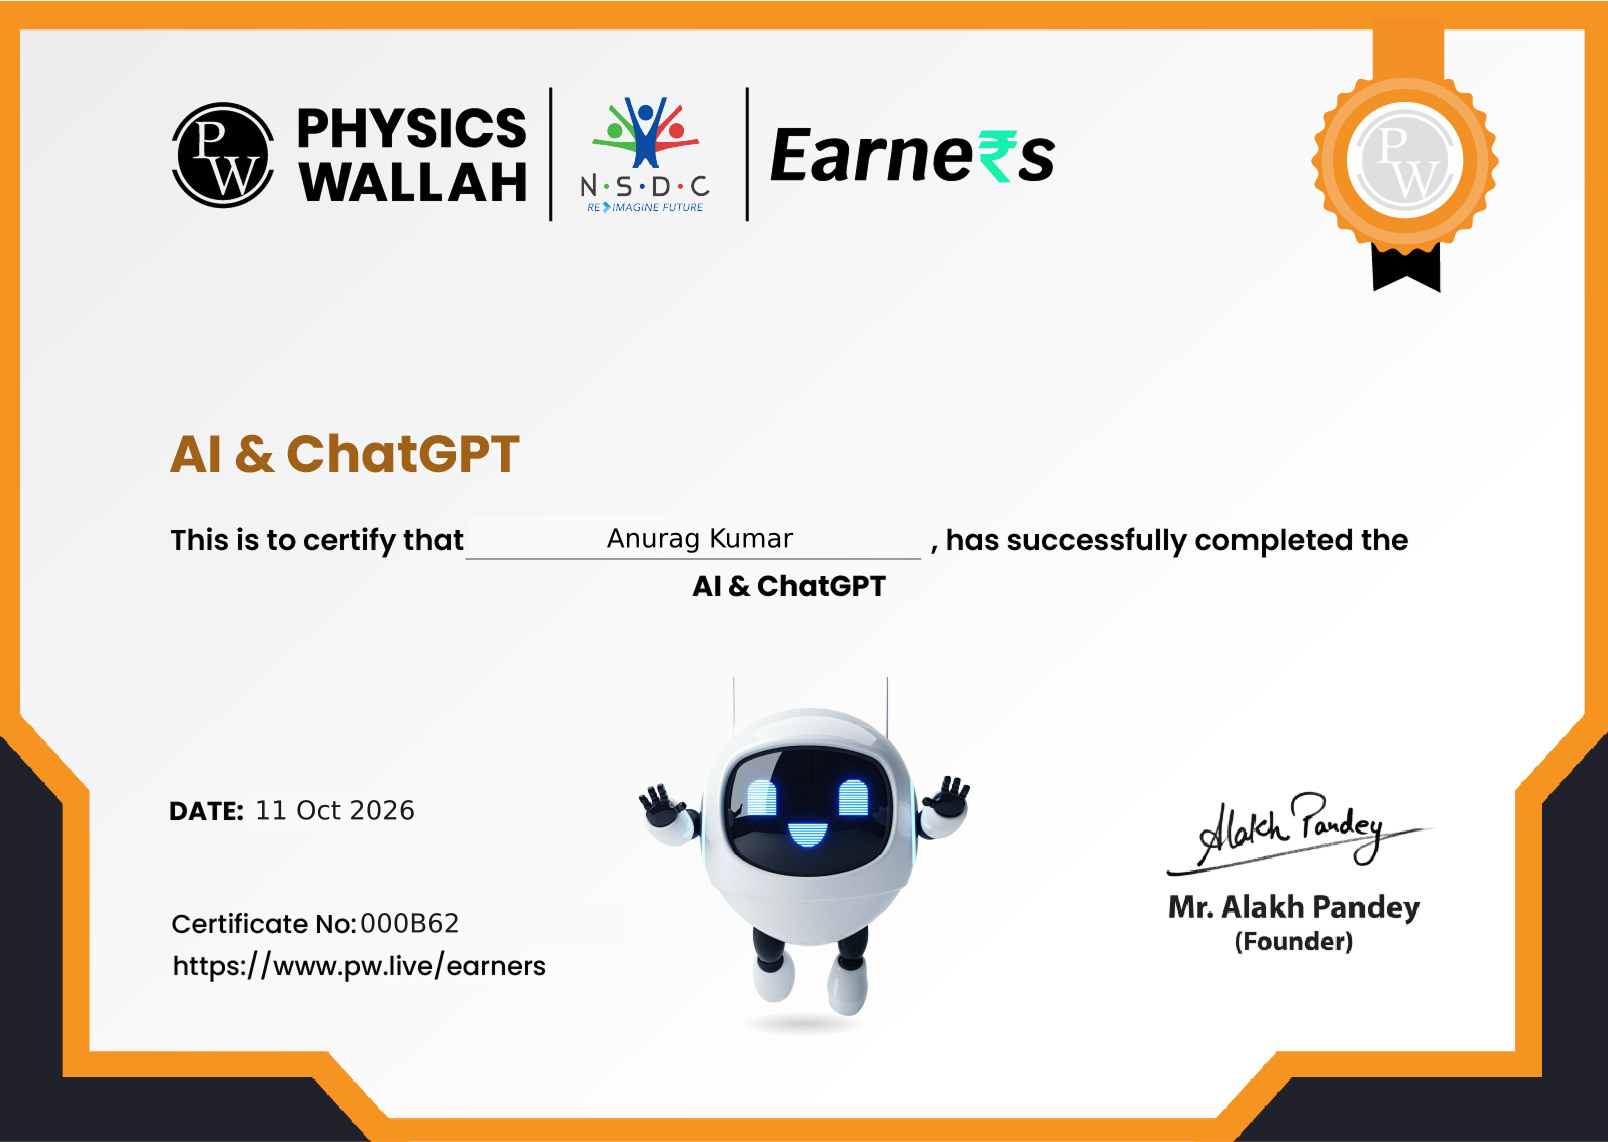 PW
PHYSICS
WALLAH
N·S·D·C
RE IMAGINE FUTURE
Earne₹s
PW
AI & ChatGPT
This is to certify that Anurag Kumar , has successfully completed the
AI & ChatGPT
DATE: 11 Oct 2026
Certificate No:000B62
https://www.pw.live/earners
Alakh Pandey
Mr. Alakh Pandey
(Founder)